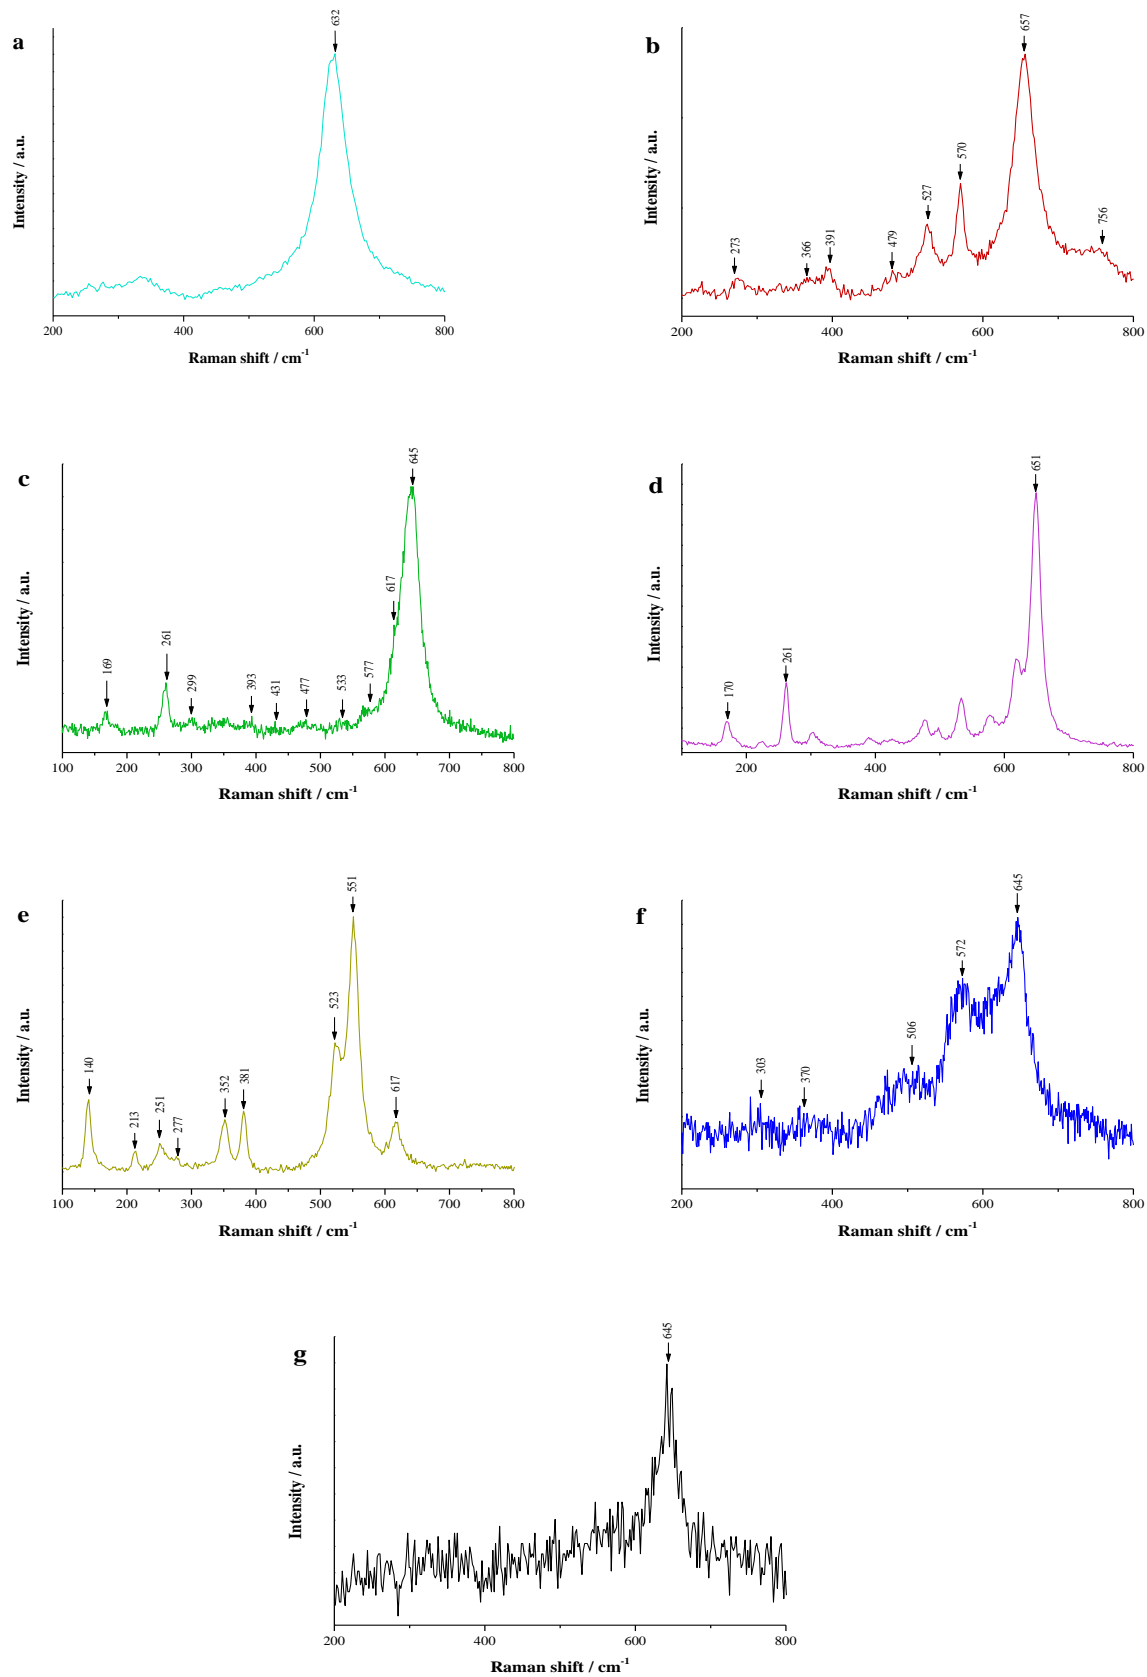 a
632
Intensity / a.u.
200 400 600 800
Raman shift / cm-1
b
657
570
527
756
479
391
366
273
Intensity / a.u.
200 400 600 800
Raman shift / cm-1
c
645
617
261
169
299
393
431
477
533
577
Intensity / a.u.
100 200 300 400 500 600 700 800
Raman shift / cm-1
d
651
261
170
Intensity / a.u.
200 400 600 800
Raman shift / cm-1
e
551
523
140
213
251
277
352
381
617
Intensity / a.u.
100 200 300 400 500 600 700 800
Raman shift / cm-1
f
645
572
506
303
370
Intensity / a.u.
200 400 600 800
Raman shift / cm-1
g
645
Intensity / a.u.
200 400 600 800
Raman shift / cm-1